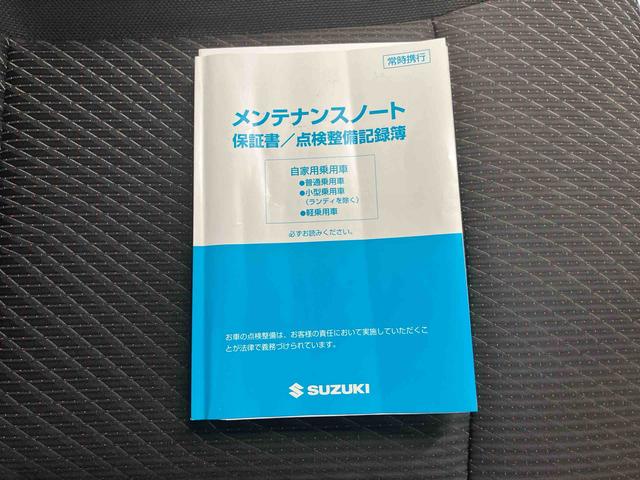 常時携行
メンテナンスノート
保証書／点検整備記録簿
自家用乗用車
●普通乗用車
●小型乗用車
（ランディを除く）
●軽乗用車
必ずお読みください。
お車の点検整備は、お客様の責任において実施していただくこ
とが法律で義務づけられています。
SUZUKI